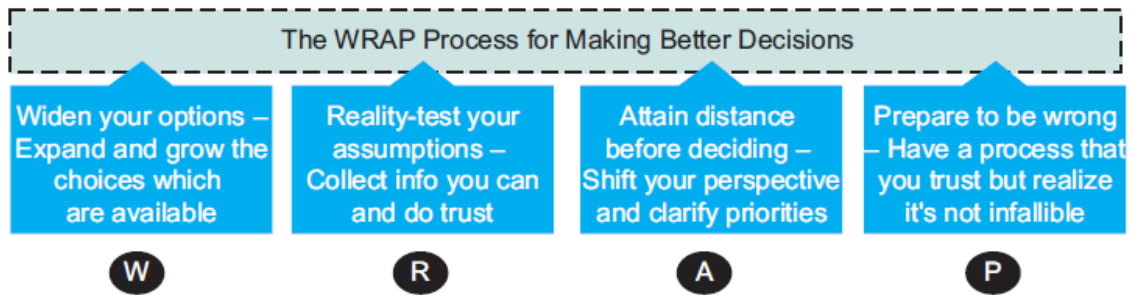 The WRAP Process for Making Better Decisions
Widen your options –
Expand and grow the
choices which
are available
Reality-test your
assumptions –
Collect info you can
and do trust
Attain distance
before deciding –
Shift your perspective
and clarify priorities
Prepare to be wrong
– Have a process that
you trust but realize
it's not infallible
W
R
A
P